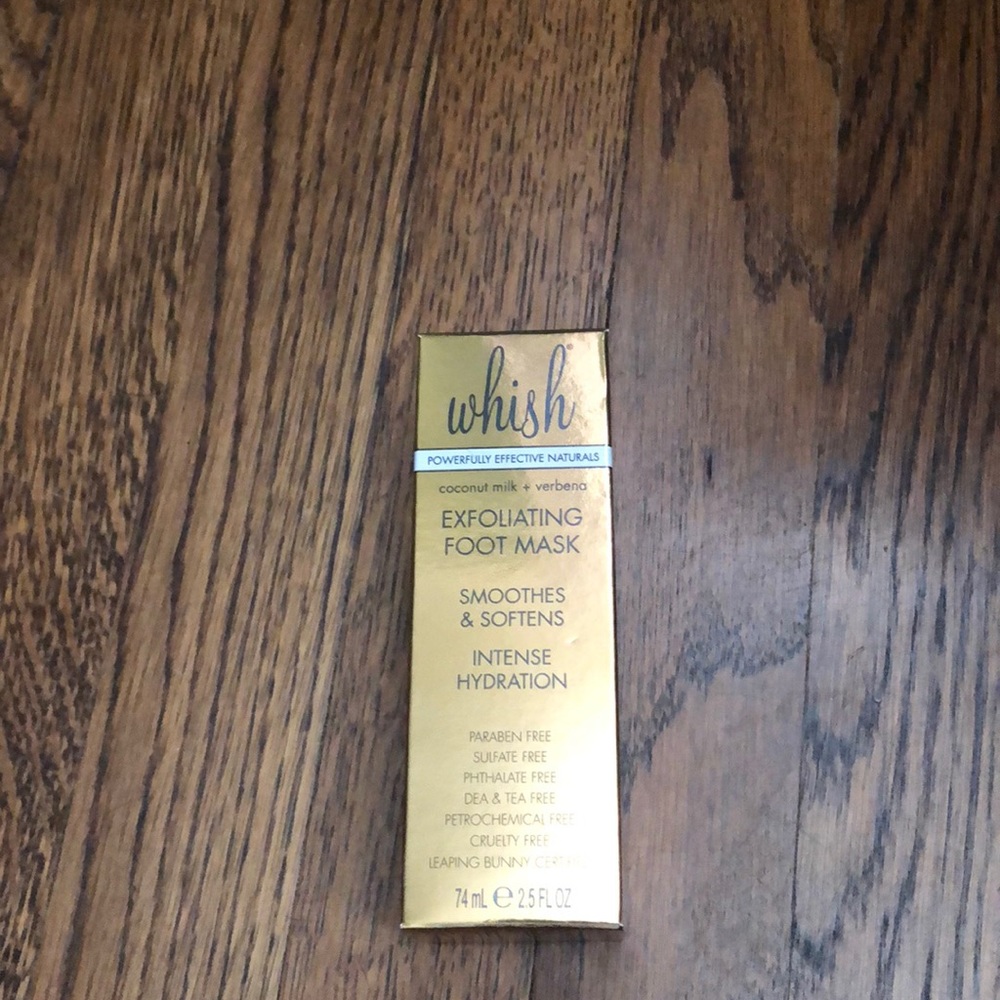 whish®
POWERFULLY EFFECTIVE NATURALS
coconut milk + verbena
EXFOLIATING
FOOT MASK
SMOOTHES
& SOFTENS
INTENSE
HYDRATION
PARABEN FREE
SULFATE FREE
PHTHALATE FREE
DEA & TEA FREE
PETROCHEMICAL FREE
CRUELTY FREE
LEAPING BUNNY
74 mL ℮ 2.5 FL OZ